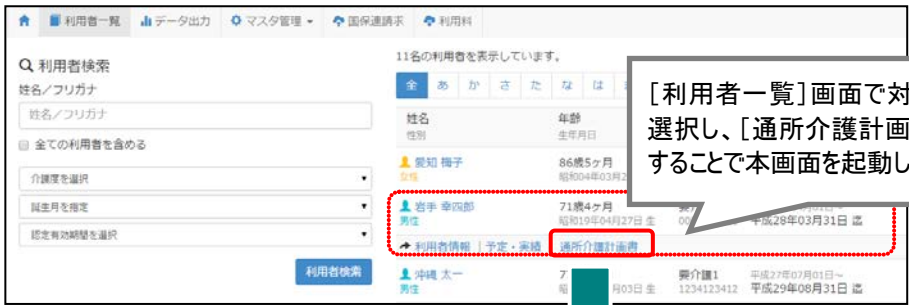 利用者一覧 データ出力 マスタ管理 国保連請求 利用料
利用者検索
姓名/フリガナ
姓名/フリガナ
全ての利用者を含める
介護度を選択
誕生月を指定
認定有効期間を選択
利用者検索
11名の利用者を表示しています。
全 あ か さ た な は
姓名 年齢
性別 生年月日
愛知 梅子 86歳5ヶ月
女性
岩手 幸四郎 71歳4ヶ月
男性 昭和19年04月27日 生 平成28年03月31日 迄
利用者情報 | 予定・実績 | 通所介護計画書
沖縄 太一 要介護1 平成27年07月01日~
男性 月03日 生 1234123412 平成29年08月31日 迄
[利用者一覧]画面で対
選択し、[通所介護計画
することで本画面を起動し